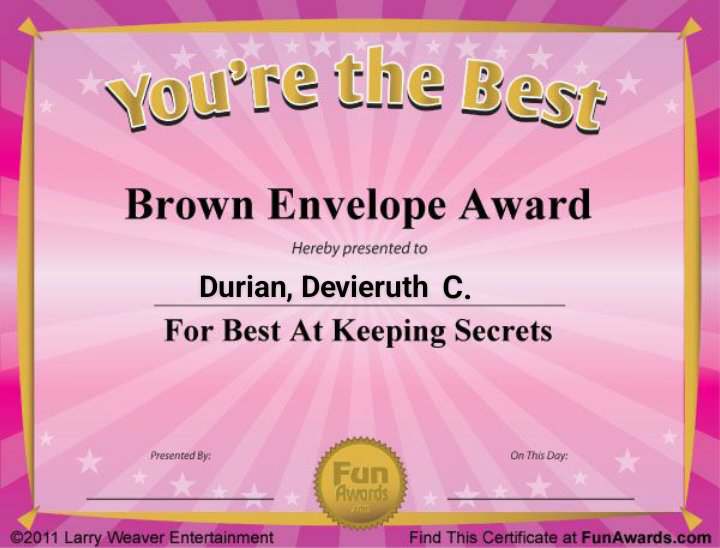 You're the Best
Brown Envelope Award
Hereby presented to
Durian, Devieruth C.
For Best At Keeping Secrets
Presented By:
On This Day:
Fun
Awards
.com
©2011 Larry Weaver Entertainment
Find This Certificate at FunAwards.com